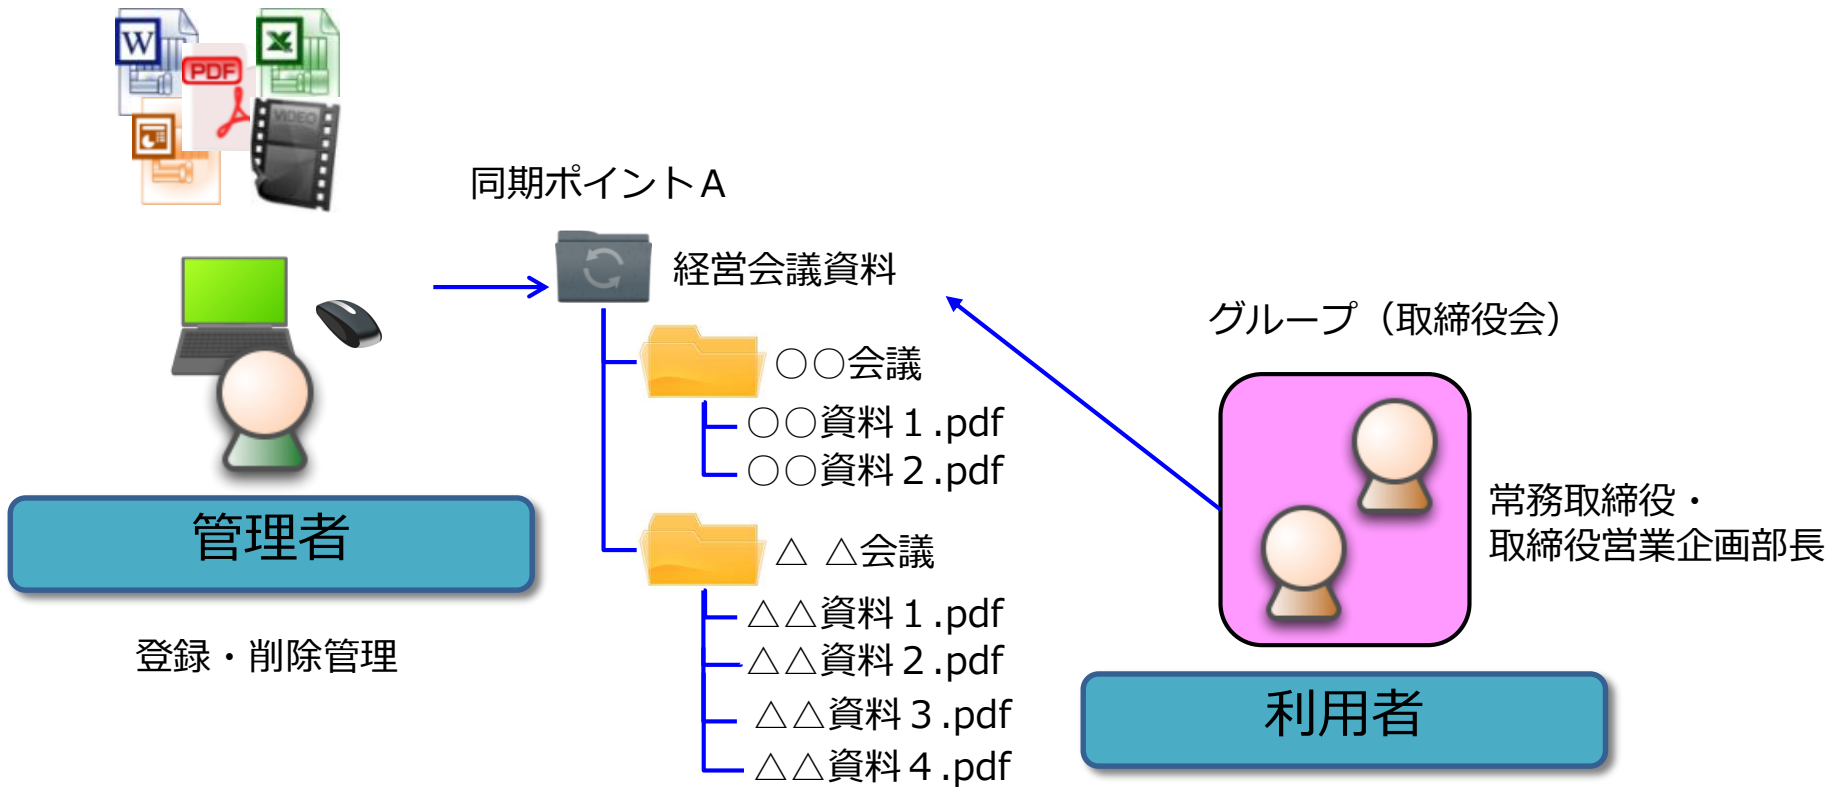 W
PDF
X
VIDEO
同期ポイントA
経営会議資料
○○会議
○○資料１.pdf
○○資料２.pdf
△ △会議
△△資料１.pdf
△△資料２.pdf
△△資料３.pdf
△△資料４.pdf
管理者
登録・削除管理
グループ（取締役会）
常務取締役・
取締役営業企画部長
利用者